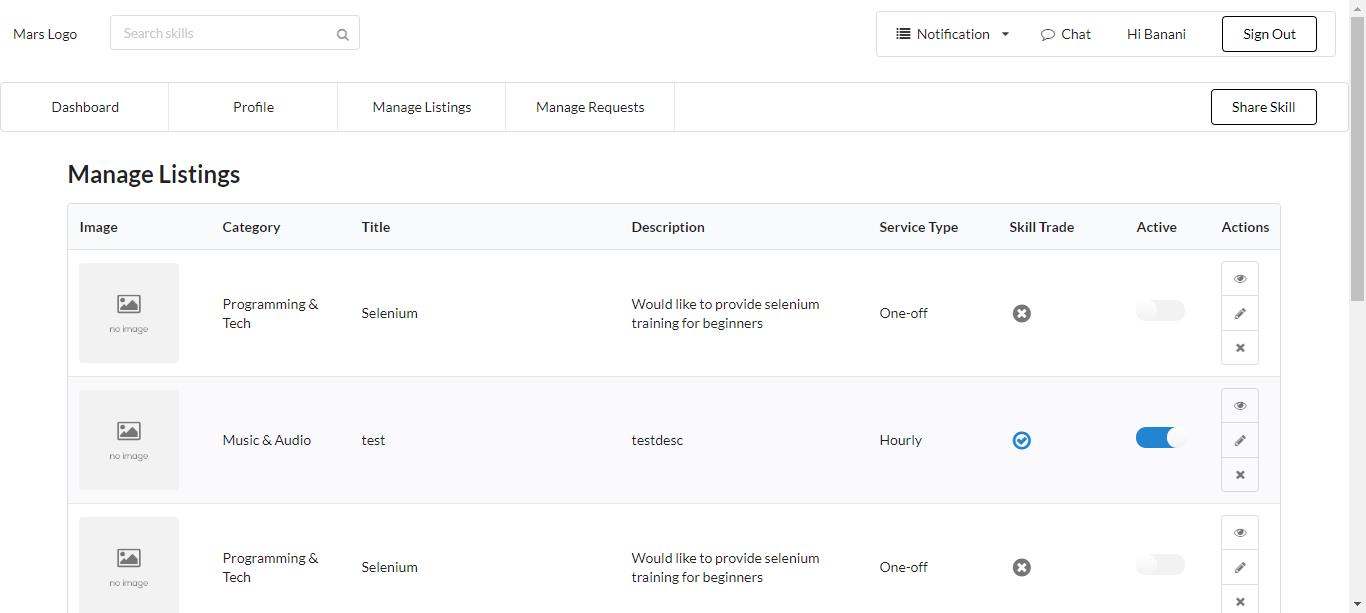 Mars Logo
Search skills
Notification
Chat
Hi Banani
Sign Out
Dashboard
Profile
Manage Listings
Manage Requests
Share Skill
Manage Listings
Image Category Title Description Service Type Skill Trade Active Actions
no image
Programming &
Tech
Selenium
Would like to provide selenium
training for beginners
One-off
no image
Music & Audio
test
testdesc
Hourly
no image
Programming &
Tech
Selenium
Would like to provide selenium
training for beginners
One-off